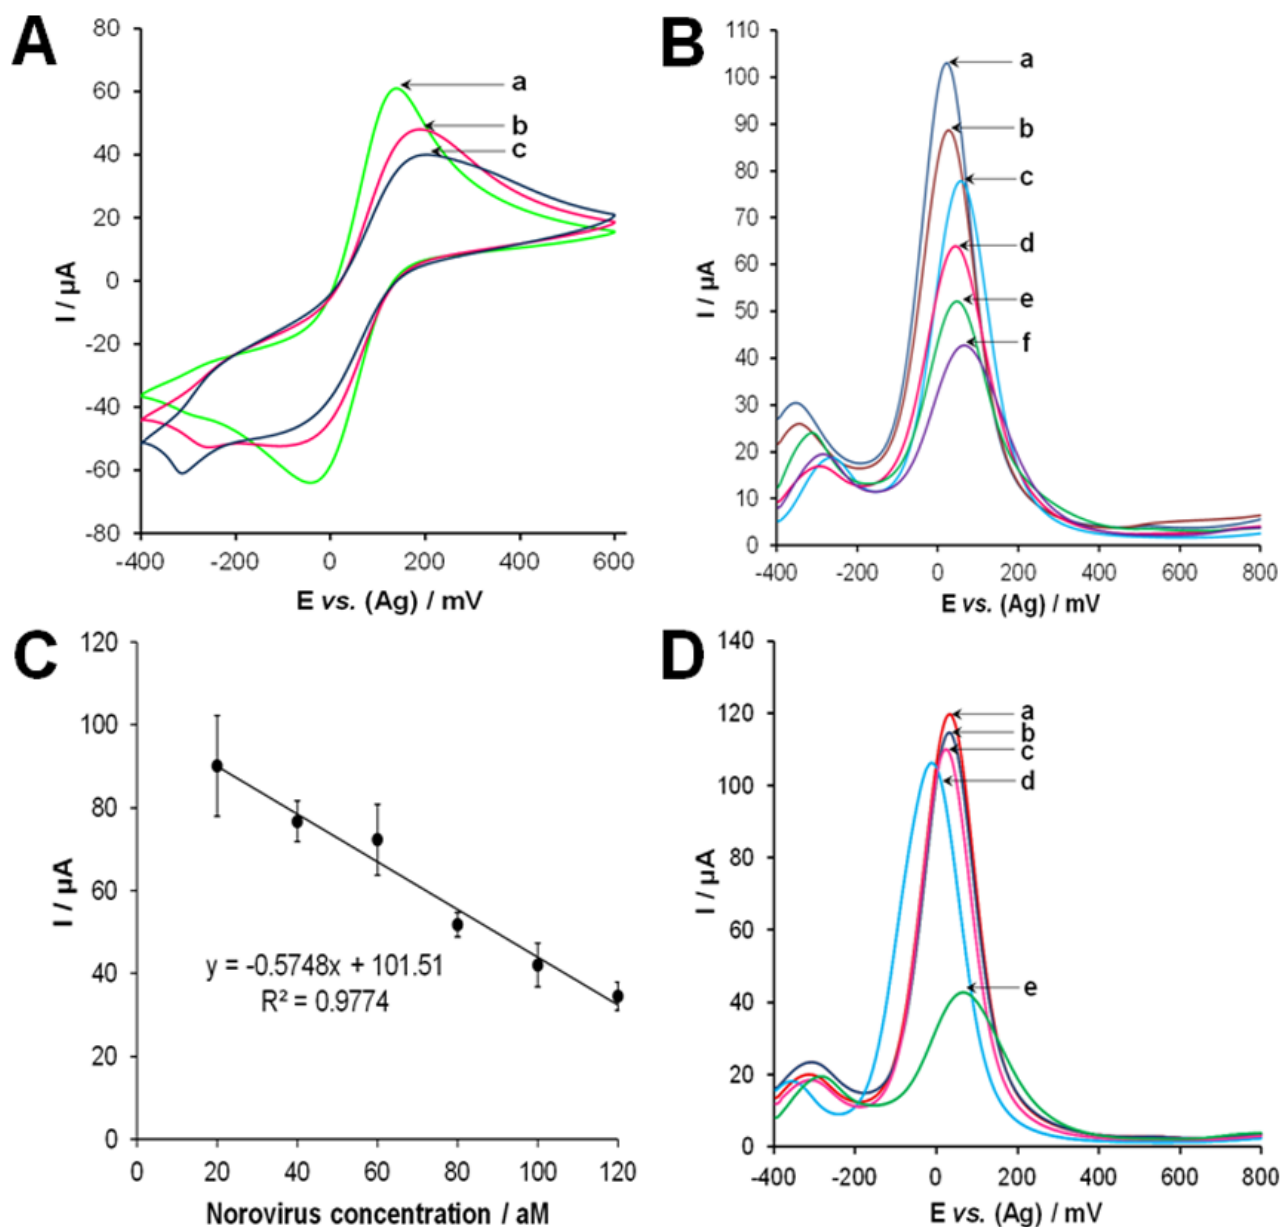 A
80
60
40
20
0
-20
-40
-60
-80
-400
-200
0
200
400
600
I / µA
E vs. (Ag) / mV
a
b
c
B
110
100
90
80
70
60
50
40
30
20
10
0
-400
-200
0
200
400
600
800
I / µA
E vs. (Ag) / mV
a
b
c
d
e
f
C
120
100
80
60
40
20
0
0
20
40
60
80
100
120
I / µA
Norovirus concentration / aM
y = -0.5748x + 101.51
R² = 0.9774
D
140
120
100
80
60
40
20
0
-400
-200
0
200
400
600
800
I / µA
E vs. (Ag) / mV
a
b
c
d
e